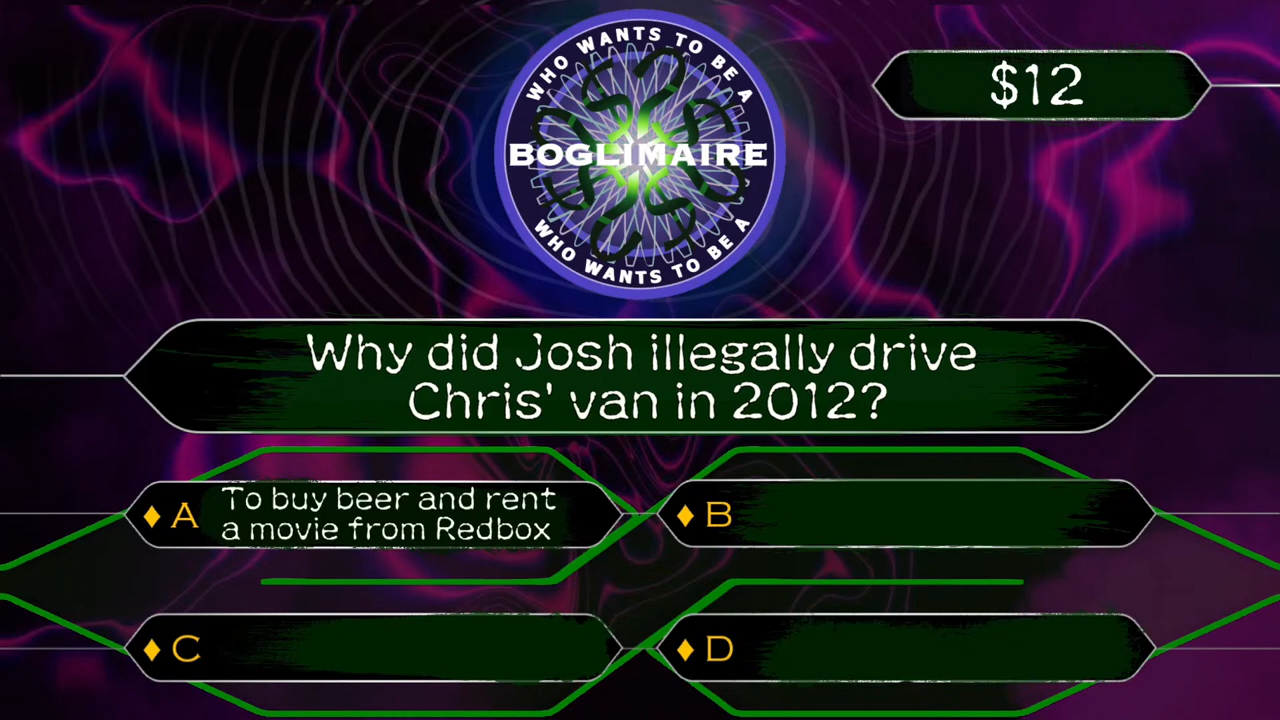 WHO WANTS TO BE A
BOGLIMAIRE
WHO WANTS TO BE A
$12
Why did Josh illegally drive
Chris' van in 2012?
A To buy beer and rent
a movie from Redbox
B
C
D